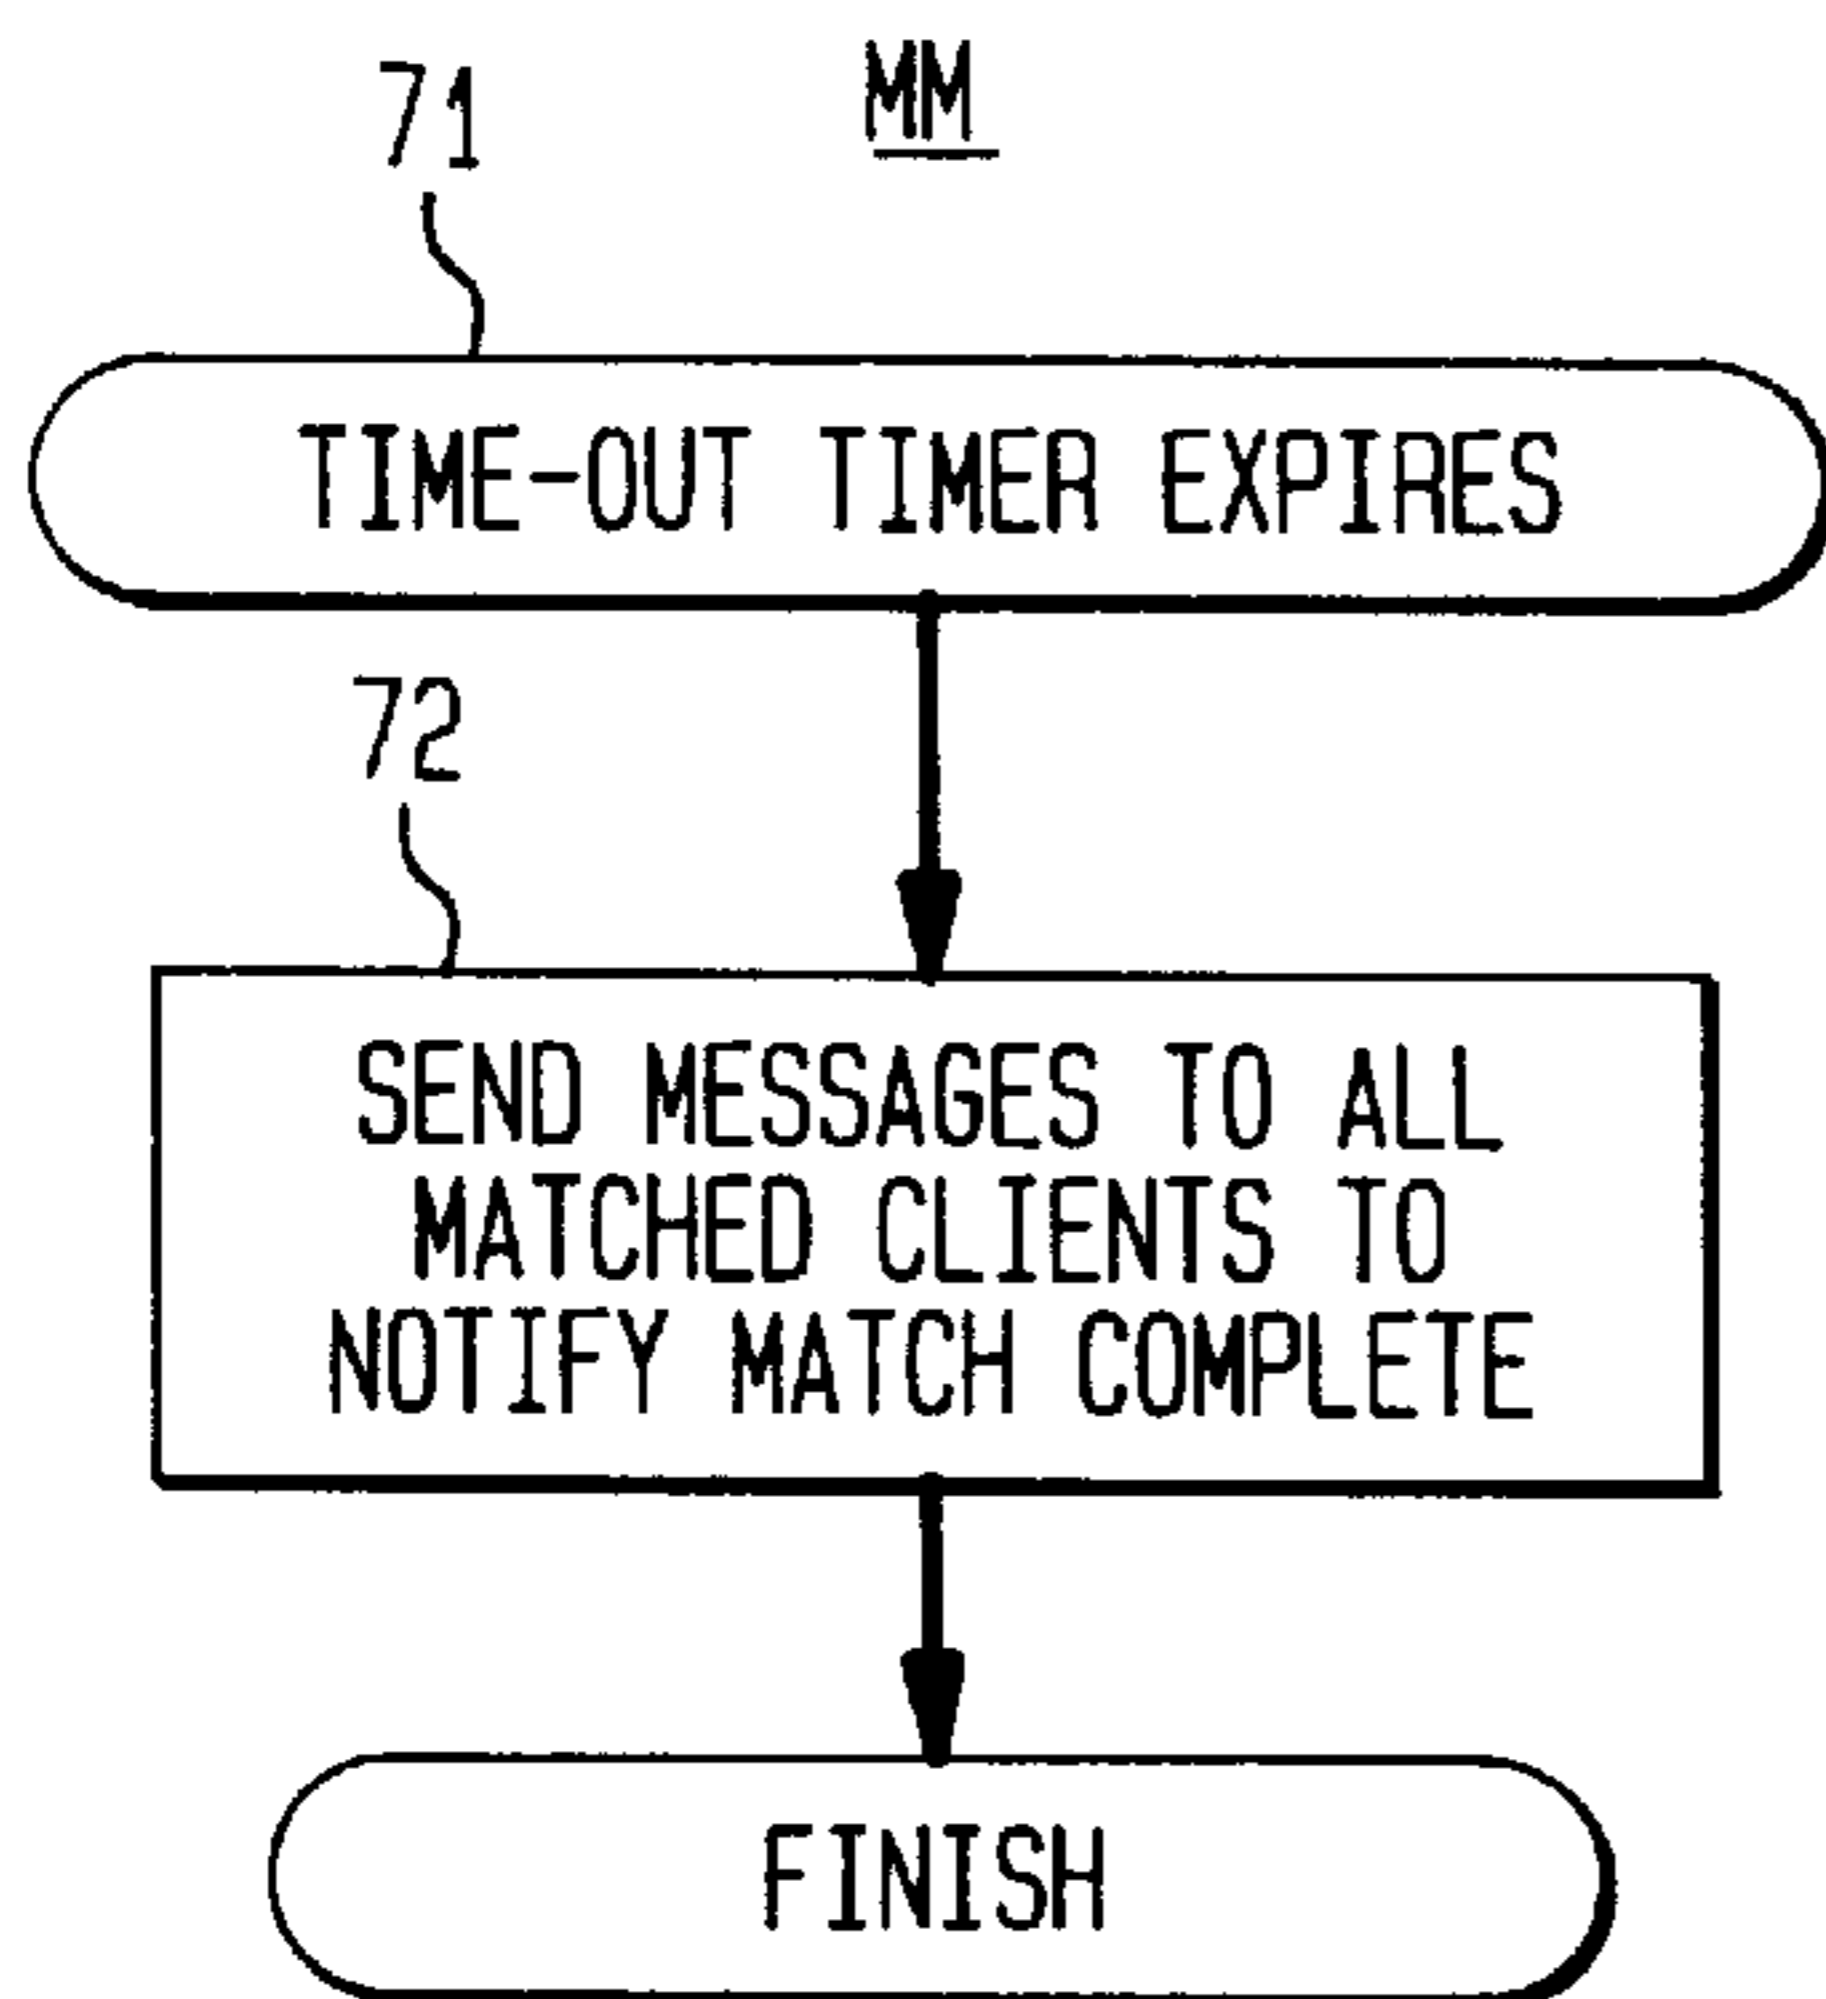 71
MM
TIME-OUT TIMER EXPIRES
72
SEND MESSAGES TO ALL
MATCHED CLIENTS TO
NOTIFY MATCH COMPLETE
FINISH